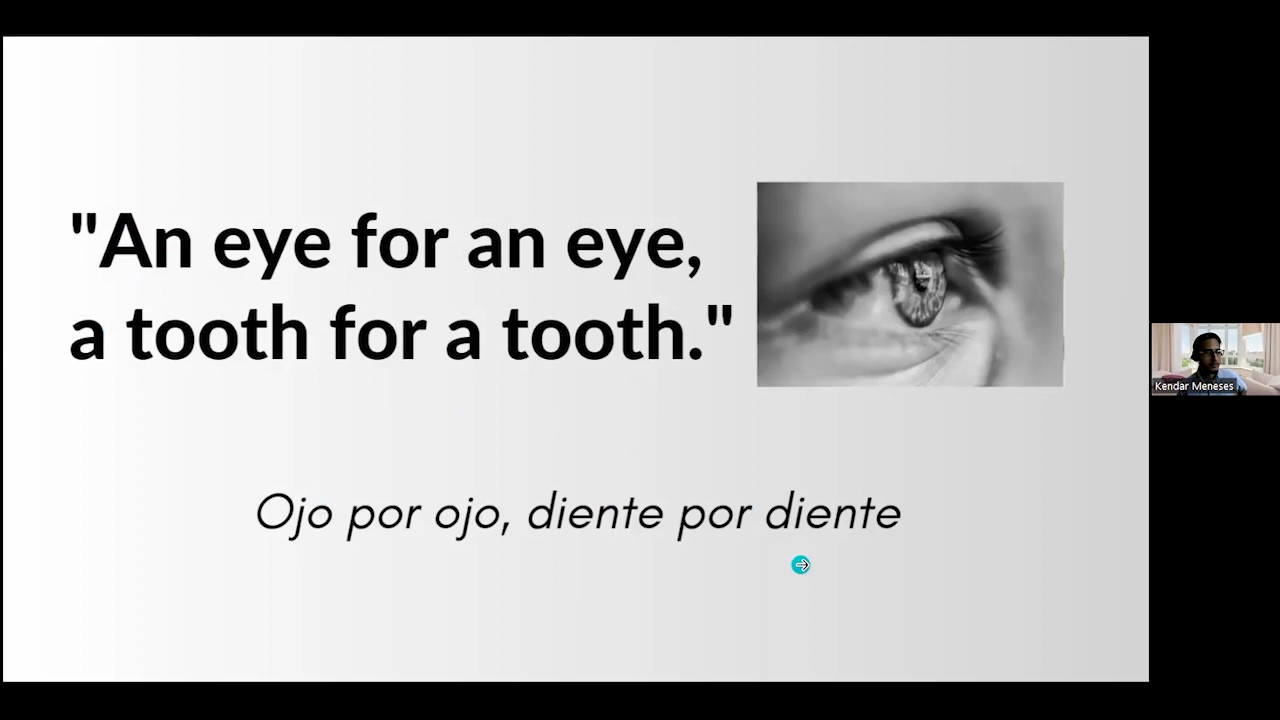 "An eye for an eye,
a tooth for a tooth."
Ojo por ojo, diente por diente
Kendar Meneses